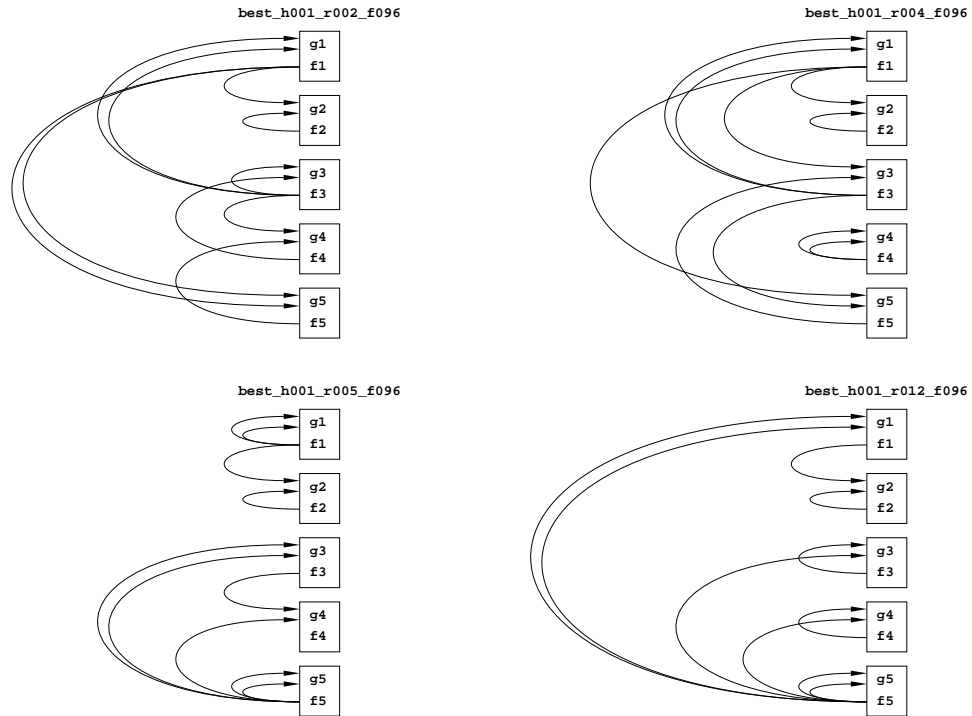 best_h001_r002_f096
g1
f1
g2
f2
g3
f3
g4
f4
g5
f5
best_h001_r004_f096
g1
f1
g2
f2
g3
f3
g4
f4
g5
f5
best_h001_r005_f096
g1
f1
g2
f2
g3
f3
g4
f4
g5
f5
best_h001_r012_f096
g1
f1
g2
f2
g3
f3
g4
f4
g5
f5